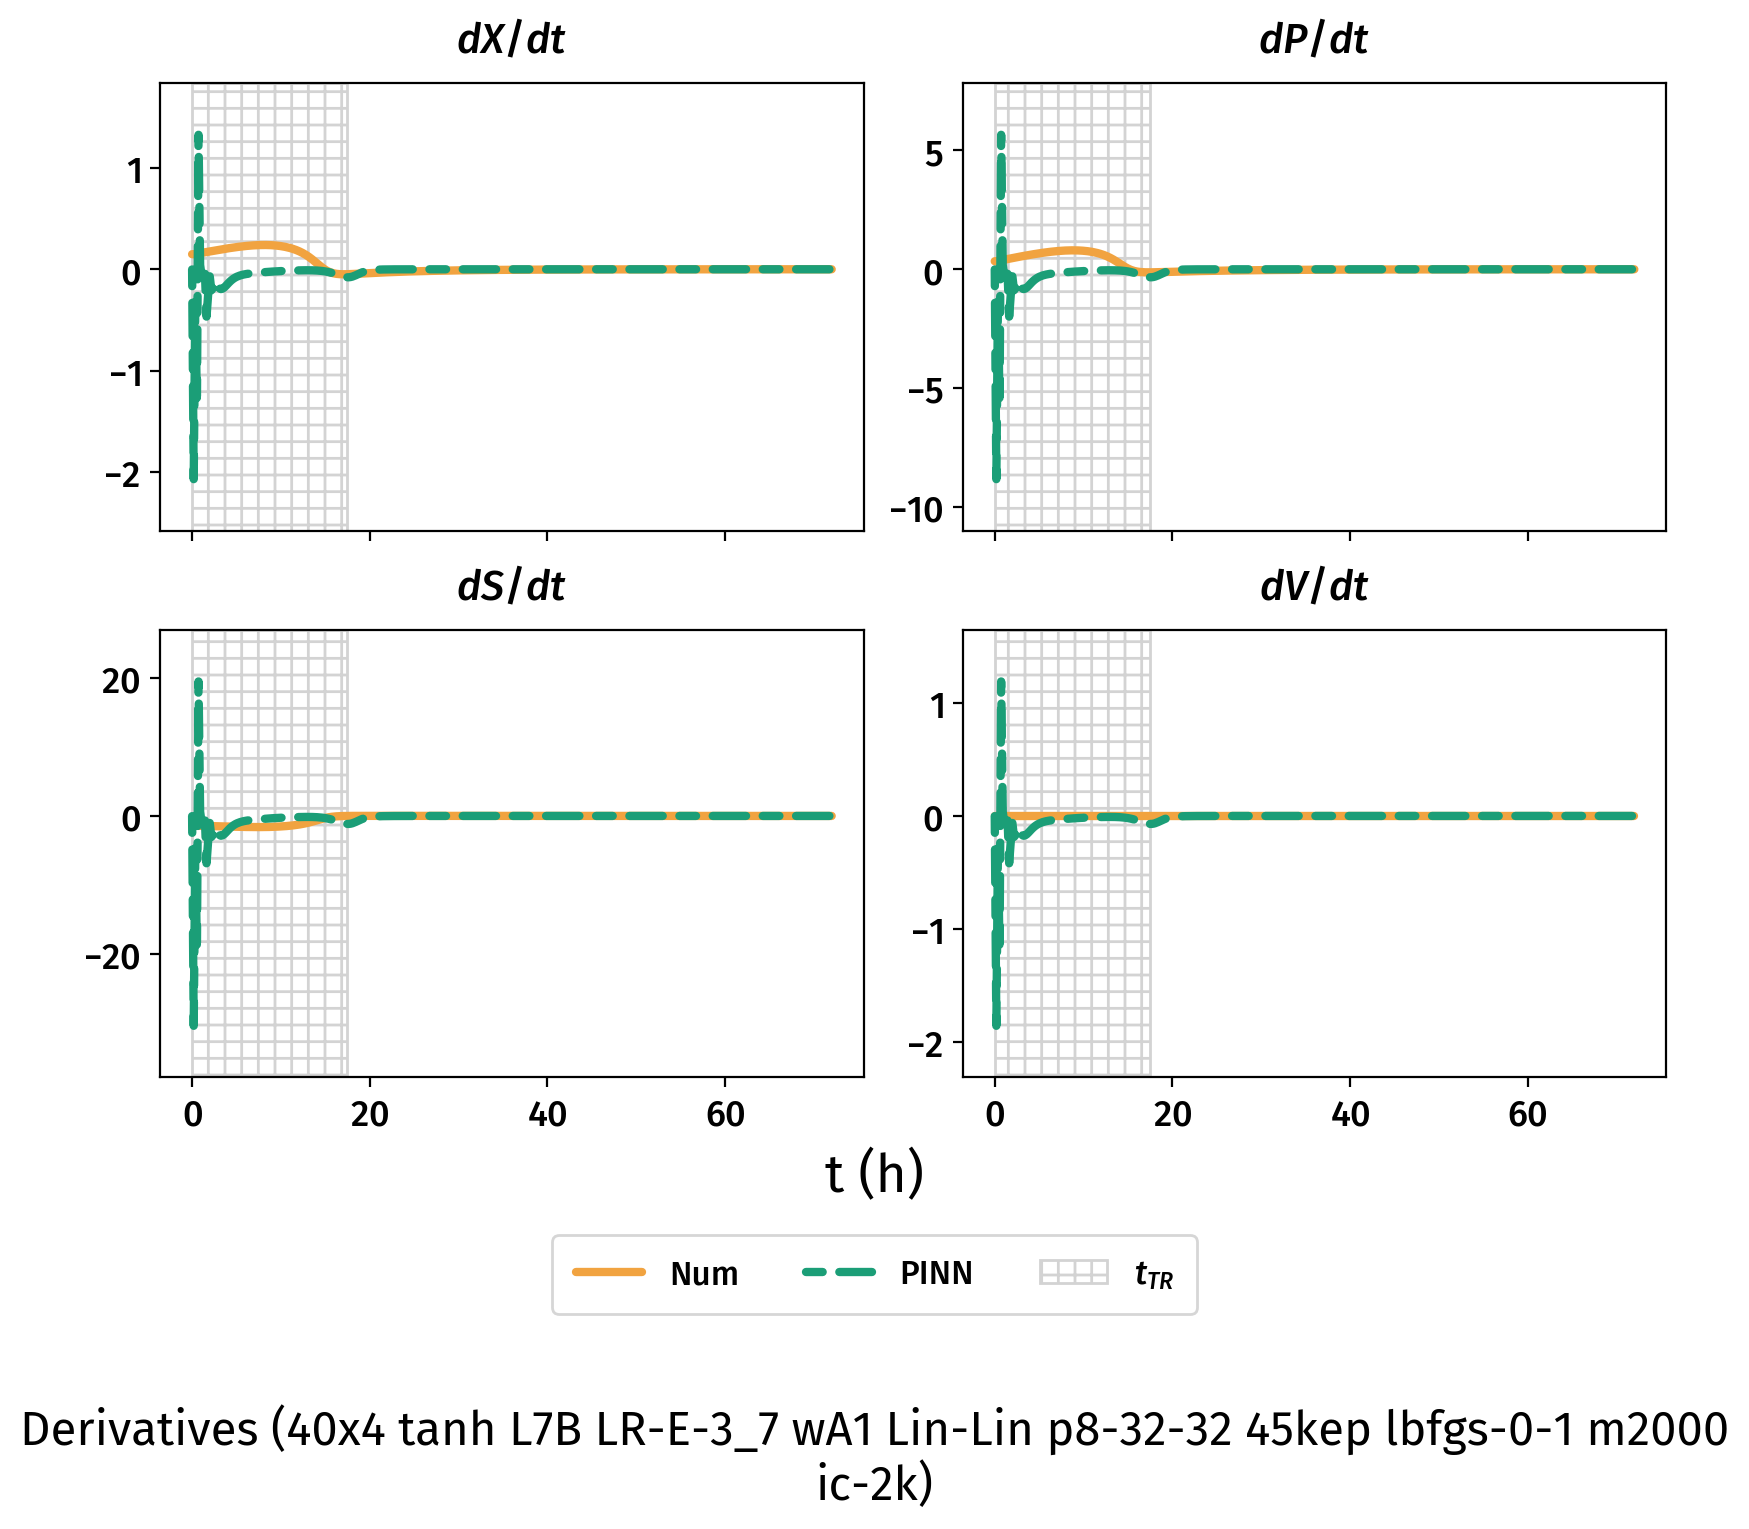 dX/dt
dP/dt
1
0
−1
−2
5
0
−5
−10
dS/dt
dV/dt
20
0
−20
1
0
−1
−2
0 20 40 60
0 20 40 60
t (h)
Num PINN tTR
Derivatives (40x4 tanh L7B LR-E-3_7 wA1 Lin-Lin p8-32-32 45kep lbfgs-0-1 m2000
ic-2k)